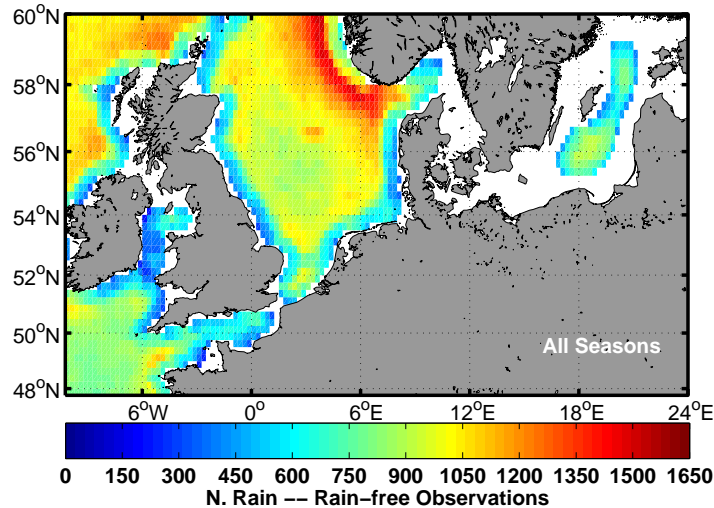 60°N
58°N
56°N
54°N
52°N
50°N
48°N
All Seasons
6°W 0° 6°E 12°E 18°E 24°E
0 150 300 450 600 750 900 1050 1200 1350 1500 1650
N. Rain –– Rain–free Observations